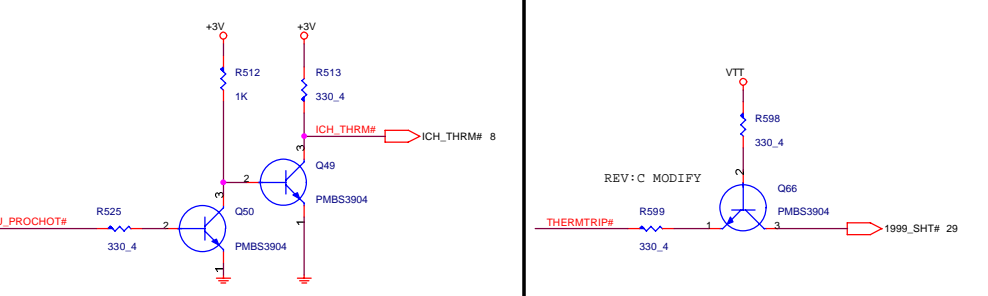 +3V
+3V
R512
1K
R513
330_4
ICH_THRM#
ICH_THRM# 8
3
Q49
2
PMBS3904
3
Q50
1
R525
U_PROCHOT#
2
330_4
PMBS3904
1
VTT
R598
330_4
2
REV:C MODIFY
Q66
PMBS3904
THERMTRIP#
R599
330_4
1
3
1999_SHT# 29